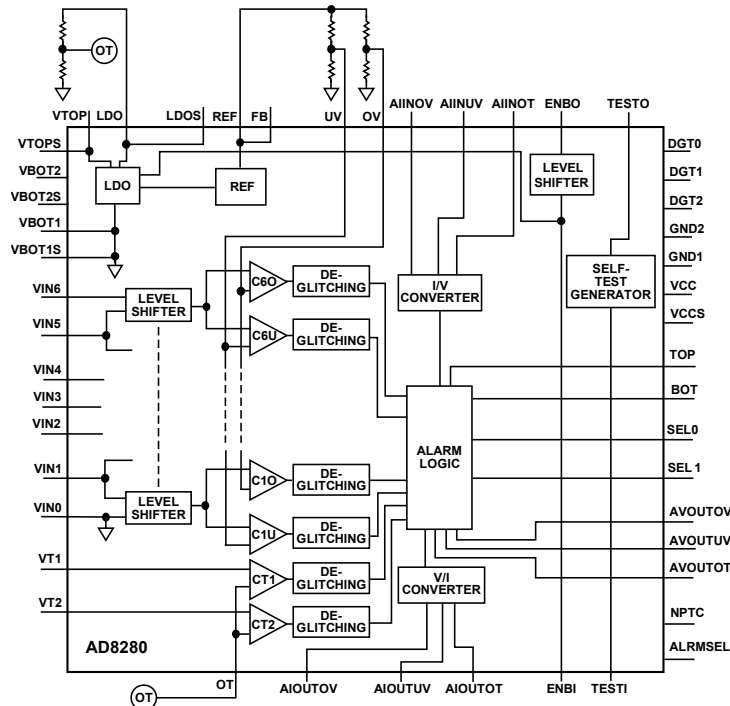 OT
VTOP LDO LDOS REF FB UV OV AIINOV AIINUV AIINOT ENBO TESTO
VTOPS
VBOT2
VBOT2S
VBOT1
VBOT1S
VIN6
VIN5
VIN4
VIN3
VIN2
VIN1
VIN0
VT1
VT2
LDO
REF
LEVEL
SHIFTER
LEVEL
SHIFTER
LEVEL
SHIFTER
C6O
C6U
C1O
C1U
CT1
CT2
DE-
GLITCHING
DE-
GLITCHING
DE-
GLITCHING
DE-
GLITCHING
DE-
GLITCHING
DE-
GLITCHING
I/V
CONVERTER
SELF-
TEST
GENERATOR
ALARM
LOGIC
V/I
CONVERTER
DGT0
DGT1
DGT2
GND2
GND1
VCC
VCCS
TOP
BOT
SEL0
SEL1
AVOUTOV
AVOUTUV
AVOUTOT
NPTC
ALRMSEL
AD8280
OT
OT AIOUTOV AIOUTUV AIOUTOT ENBI TESTI